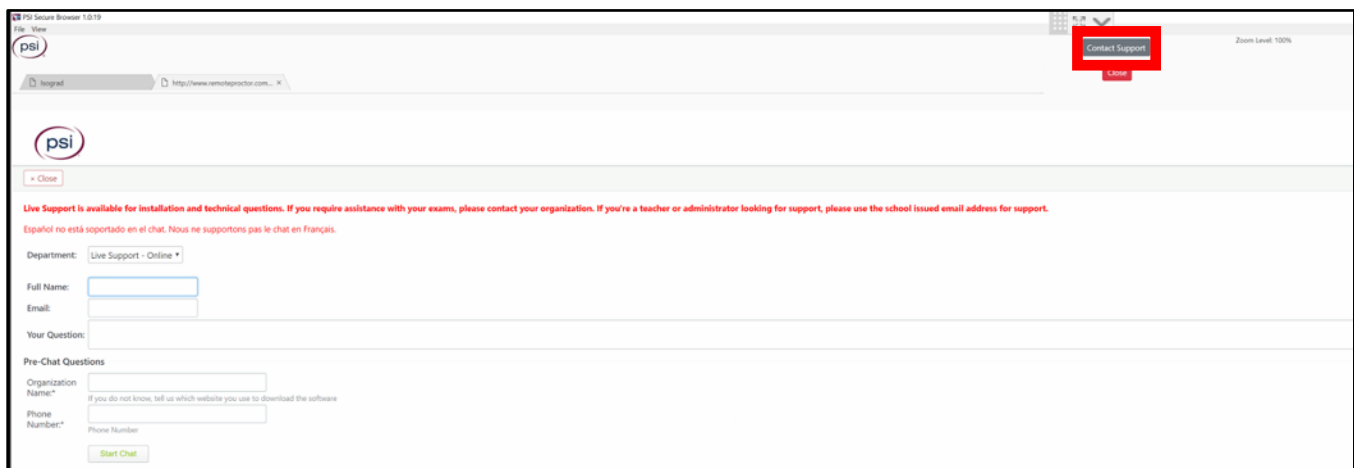 PSI Secure Browser 1.0.19
File View
psi
Contact Support
Zoom Level: 100%
Close
Isograd
http://www.remoteproctor.com... ×
psi
× Close
Live Support is available for installation and technical questions. If you require assistance with your exams, please contact your organization. If you're a teacher or administrator looking for support, please use the school issued email address for support.
Español no está soportado en el chat. Nous ne supportons pas le chat en Français.
Department: Live Support - Online
Full Name:
Email:
Your Question:
Pre-Chat Questions
Organization
Name:*
If you do not know, tell us which website you use to download the software
Phone
Number:*
Phone Number
Start Chat